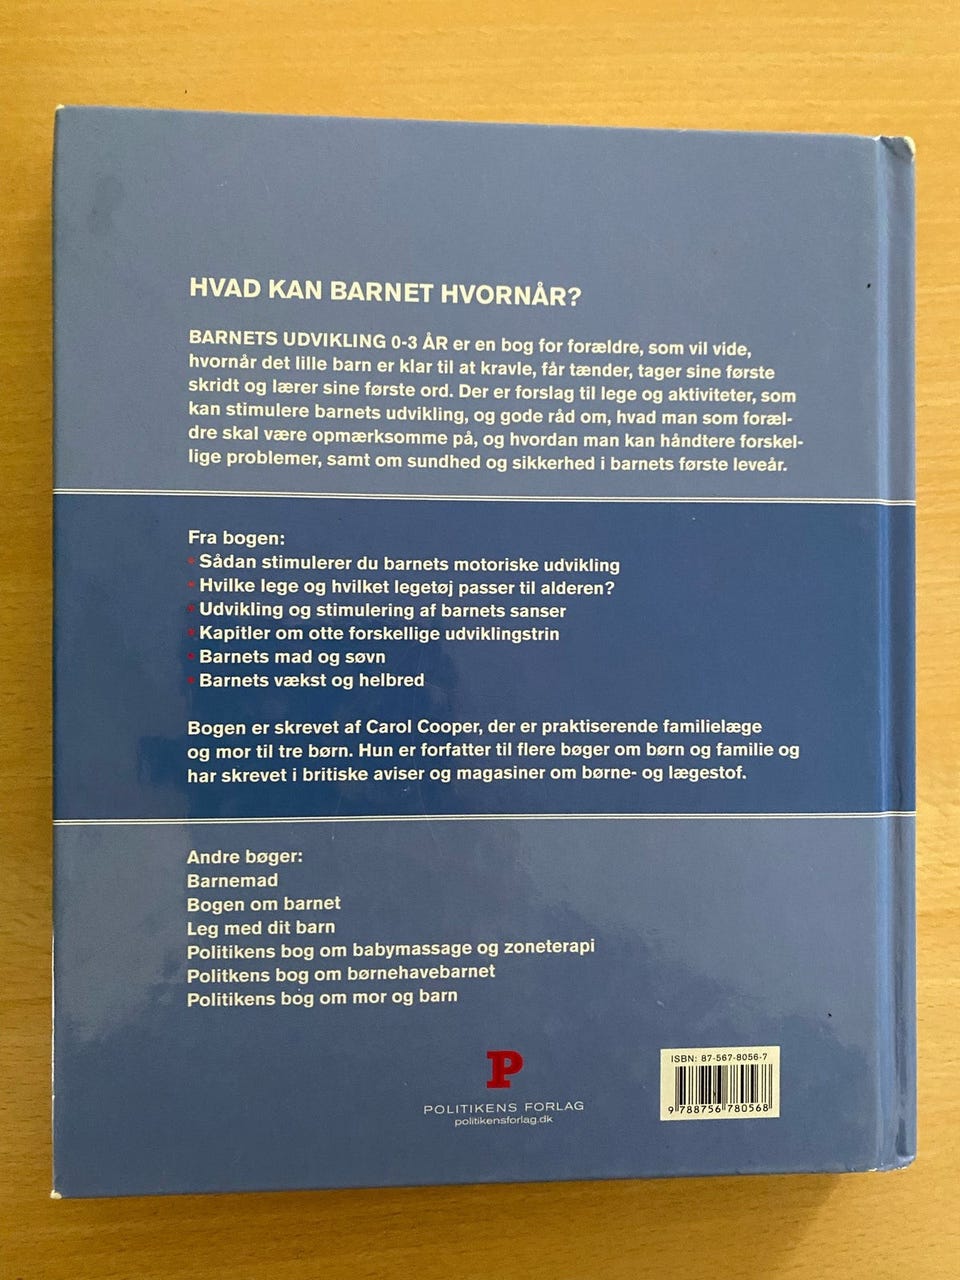 HVAD KAN BARNET HVORNÅR?
BARNETS UDVIKLING 0-3 ÅR er en bog for forældre, som vil vide,
hvornår det lille barn er klar til at kravle, får tænder, tager sine første
skridt og lærer sine første ord. Der er forslag til lege og aktiviteter, som
kan stimulere barnets udvikling, og gode råd om, hvad man som foræl-
dre skal være opmærksomme på, og hvordan man kan håndtere forskel-
lige problemer, samt om sundhed og sikkerhed i barnets første leveår.
Fra bogen:
• Sådan stimulerer du barnets motoriske udvikling
• Hvilke lege og hvilket legetøj passer til alderen?
• Udvikling og stimulering af barnets sanser
• Kapitler om otte forskellige udviklingstrin
• Barnets mad og søvn
• Barnets vækst og helbred
Bogen er skrevet af Carol Cooper, der er praktiserende familielæge
og mor til tre børn. Hun er forfatter til flere bøger om børn og familie og
har skrevet i britiske aviser og magasiner om børne- og lægestof.
Andre bøger:
Barnemad
Bogen om barnet
Leg med dit barn
Politikens bog om babymassage og zoneterapi
Politkens bog om børnehavebarnet
Politikens bog om mor og barn
P
POLITIKENS FORLAG
politikensforlag.dk
ISBN: 87-567-8056-7
9 788756 780568